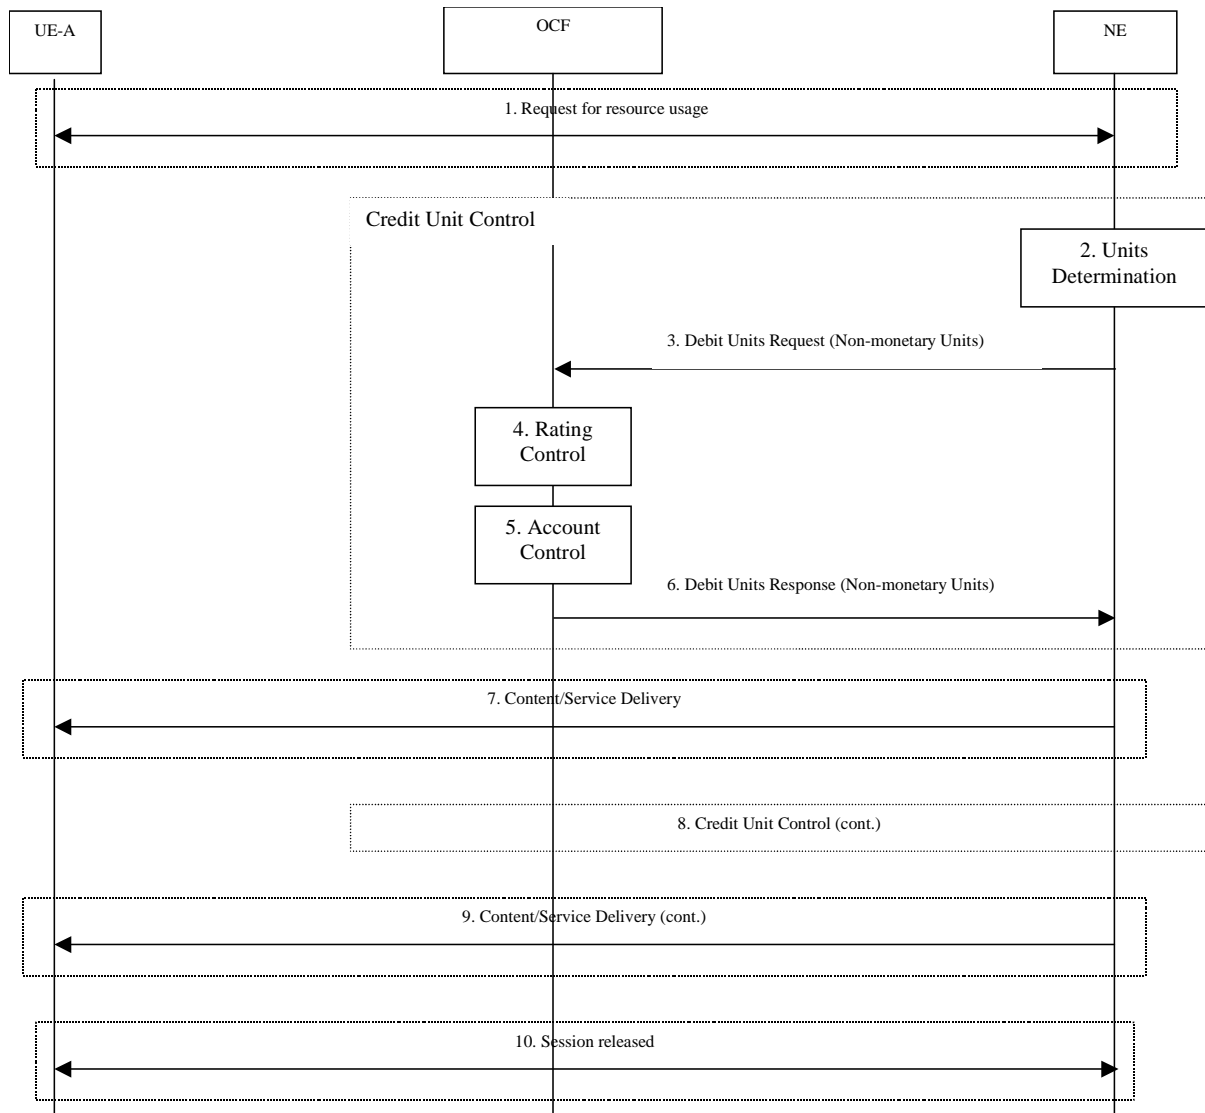 UE-A
OCF
NE
1. Request for resource usage
Credit Unit Control
2. Units
Determination
3. Debit Units Request (Non-monetary Units)
4. Rating
Control
5. Account
Control
6. Debit Units Response (Non-monetary Units)
7. Content/Service Delivery
8. Credit Unit Control (cont.)
9. Content/Service Delivery (cont.)
10. Session released